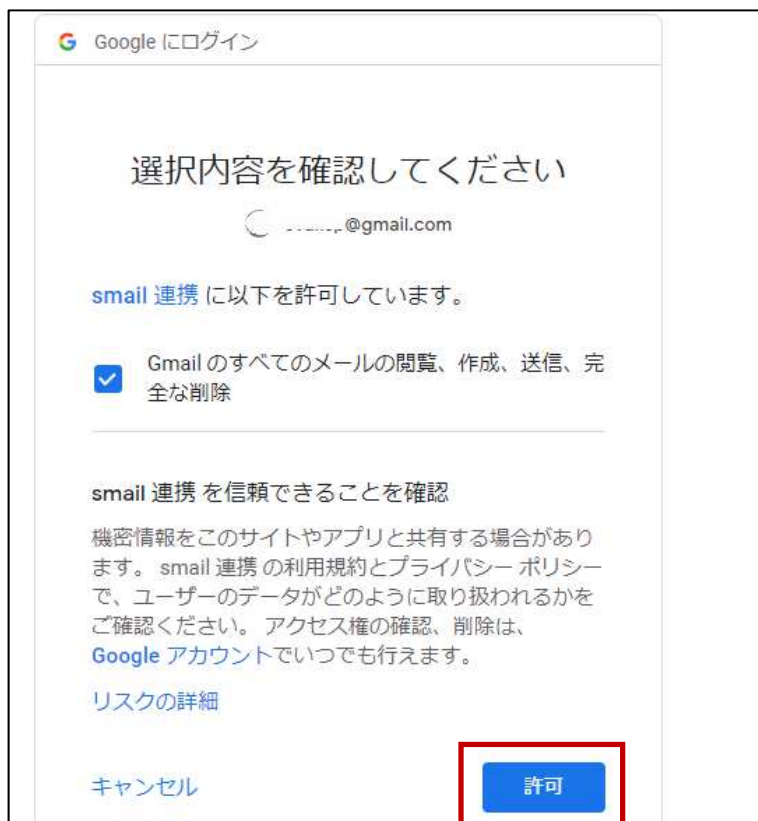 Google にログイン
選択内容を確認してください
@gmail.com
smail 連携 に以下を許可しています。
Gmail のすべてのメールの閲覧、作成、送信、完
全な削除
smail 連携 を信頼できることを確認
機密情報をこのサイトやアプリと共有する場合があり
ます。 smail 連携 の利用規約とプライバシー ポリシー
で、ユーザーのデータがどのように取り扱われるかを
ご確認ください。 アクセス権の確認、削除は、
Google アカウントでいつでも行えます。
リスクの詳細
キャンセル
許可